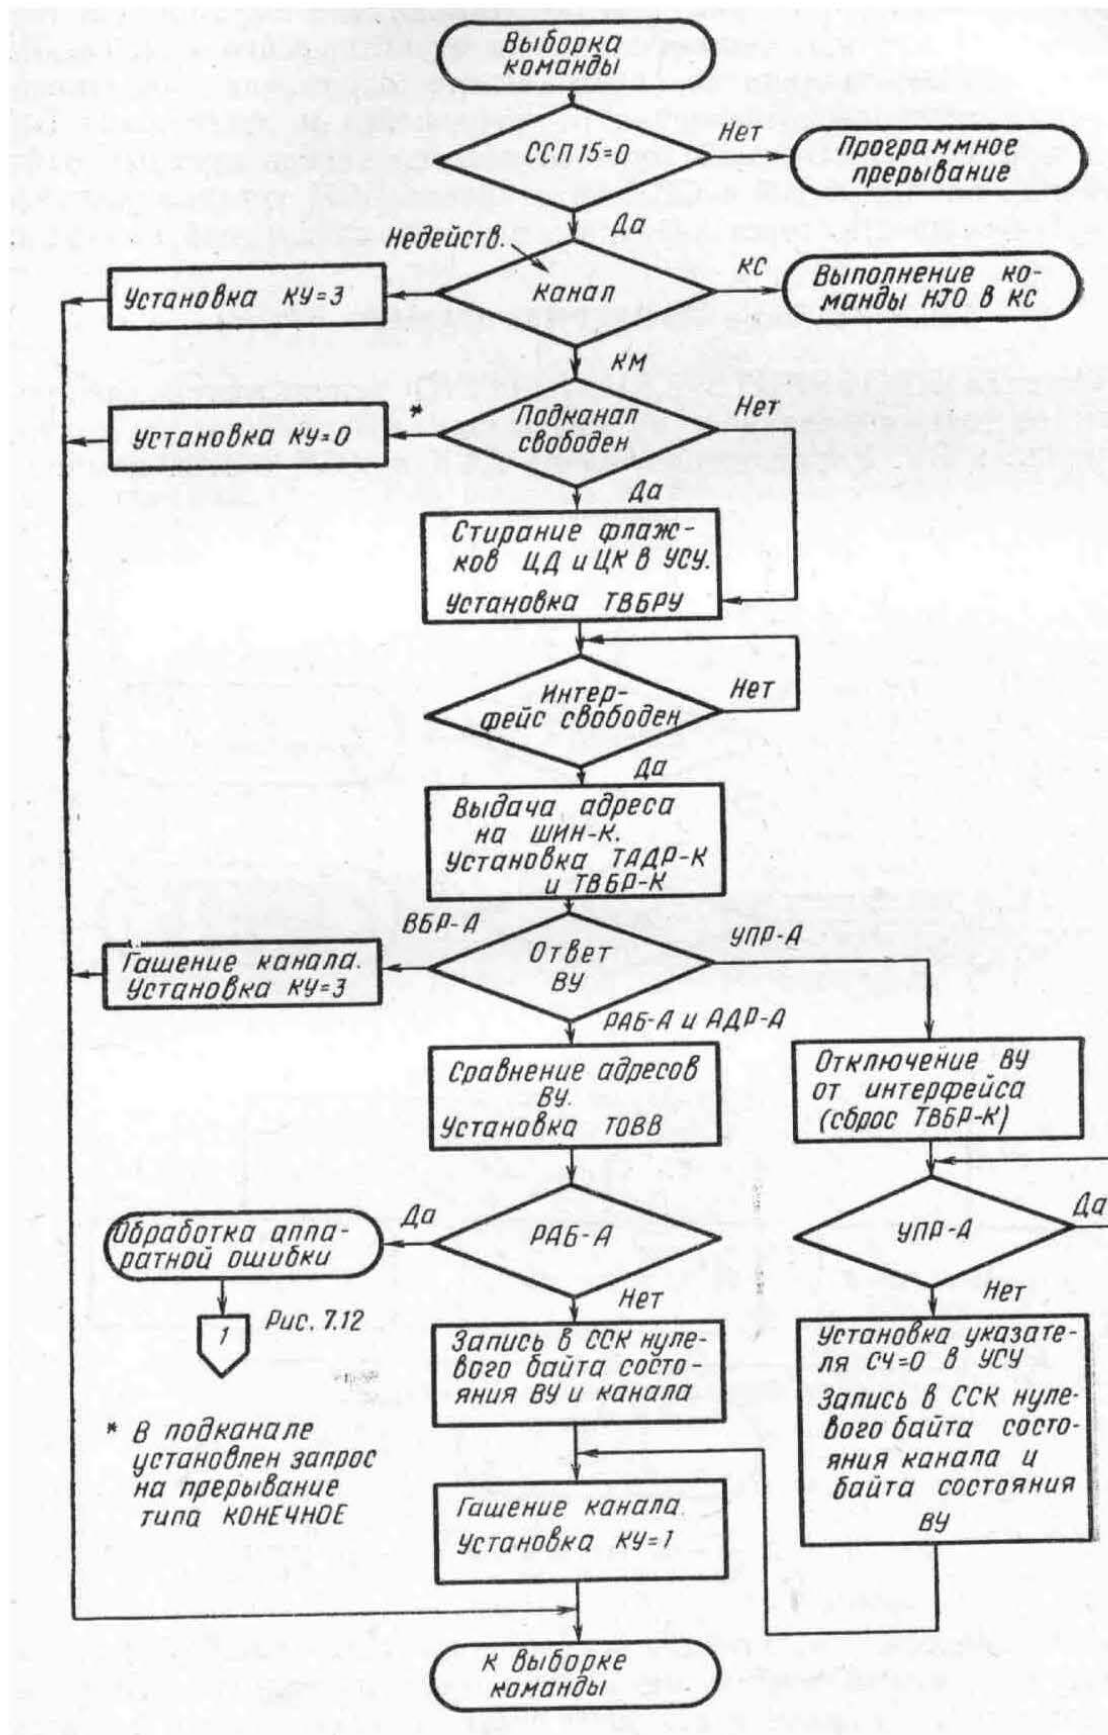 Выборка
команды
ССП15=0
Нет
Программное
прерывание
Да
Недейств.
Канал
КС
Выполнение ко-
манды HJO в КС
Установка КУ=3
КМ
Подканал
свободен
Нет
*
Установка КУ=0
Да
Стирание флаж-
ков ЦД и ЦК в УСУ.
Установка ТВБРУ
Интер-
фейс свободен
Нет
Да
Выдача адреса
на ШИН-К.
Установка ТАДР-К
и ТВБР-К
ВБР-А
Ответ
ВУ
УПР-А
Гашение канала.
Установка КУ=3
РАБ-А и АДР-А
Сравнение адресов
ВУ.
Установка ТОВВ
Отключение ВУ
от интерфейса
(сброс ТВБР-К)
РАБ-А
Да
УПР-А
Да
Обработка аппа-
ратной ошибки
1
Рис. 7.12
Нет
Нет
Запись в ССК нуле-
вого байта состо-
яния ВУ и канала
Установка указате-
ля СЧ=0 в УСУ
Запись в ССК нуле-
вого байта состо-
яния канала и
байта состояния
ВУ
* В подканале
установлен запрос
на прерывание
типа КОНЕЧНОЕ
Гашение канала.
Установка КУ=1
К выборке
команды